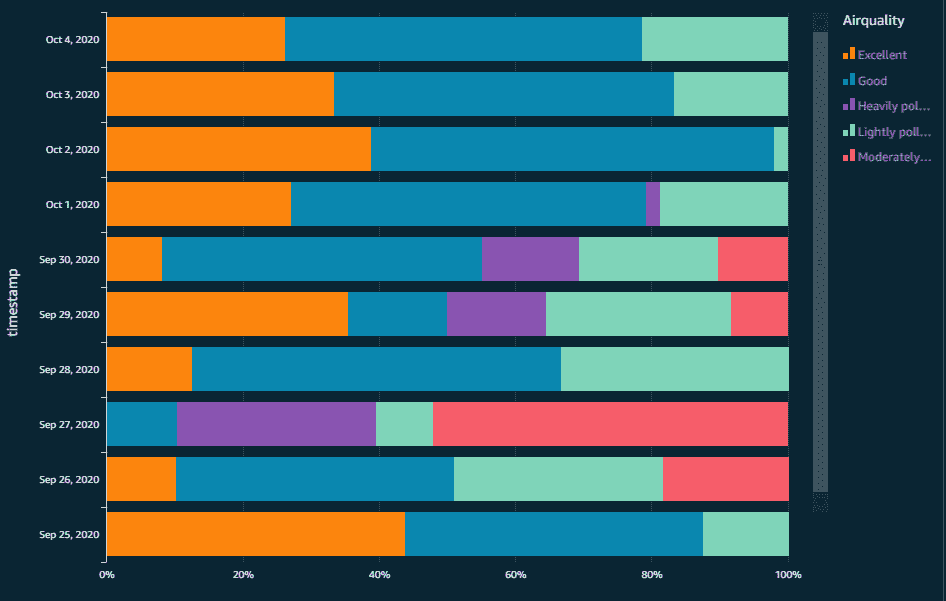 Airquality
Excellent
Good
Heavily pol...
Lightly poll...
Moderately...
timestamp
Oct 4, 2020
Oct 3, 2020
Oct 2, 2020
Oct 1, 2020
Sep 30, 2020
Sep 29, 2020
Sep 28, 2020
Sep 27, 2020
Sep 26, 2020
Sep 25, 2020
0% 20% 40% 60% 80% 100%